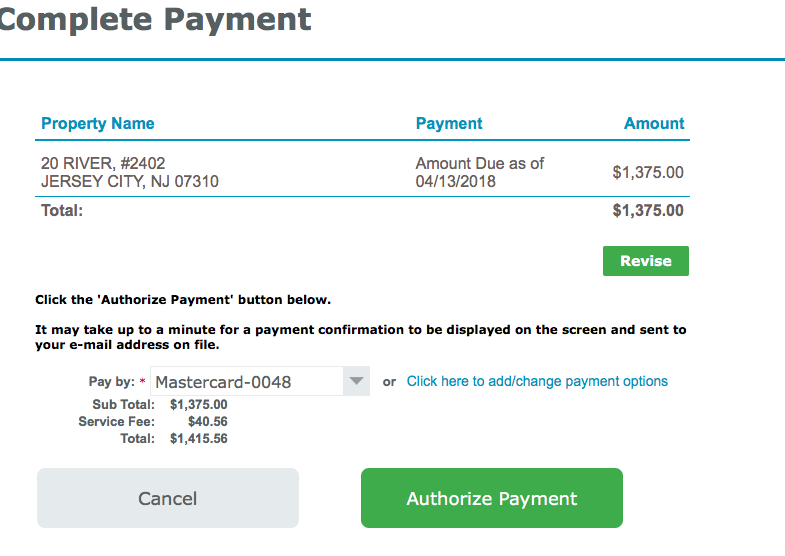 Complete Payment
Property Name Payment Amount
20 RIVER, #2402
JERSEY CITY, NJ 07310
Amount Due as of
04/13/2018
$1,375.00
Total: $1,375.00
Revise
Click the 'Authorize Payment' button below.
It may take up to a minute for a payment confirmation to be displayed on the screen and sent to
your e-mail address on file.
Pay by: * Mastercard-0048 or Click here to add/change payment options
Sub Total: $1,375.00
Service Fee: $40.56
Total: $1,415.56
Cancel Authorize Payment